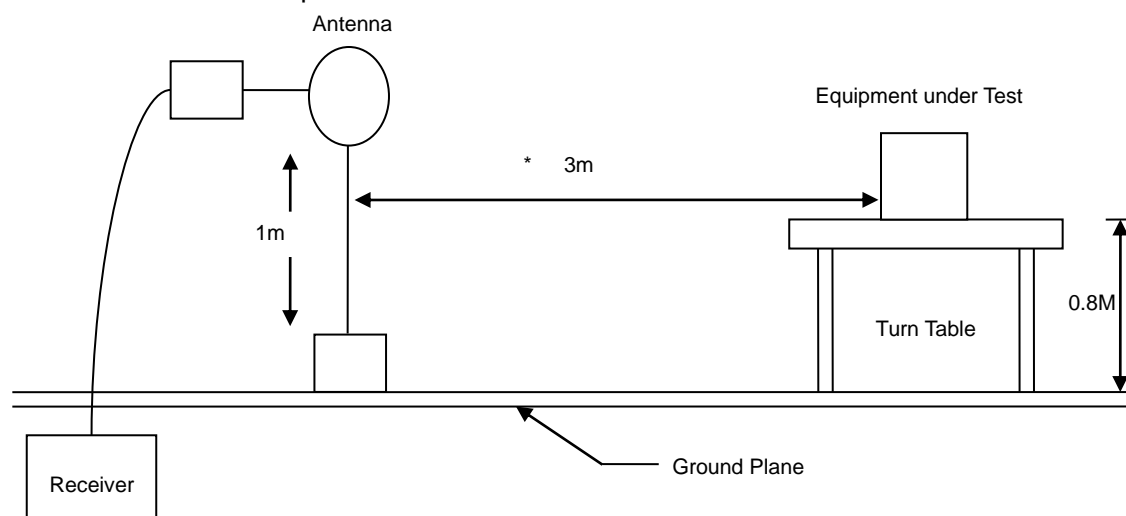 Antenna
Equipment under Test
* 3m
1m
0.8M
Turn Table
Ground Plane
Receiver